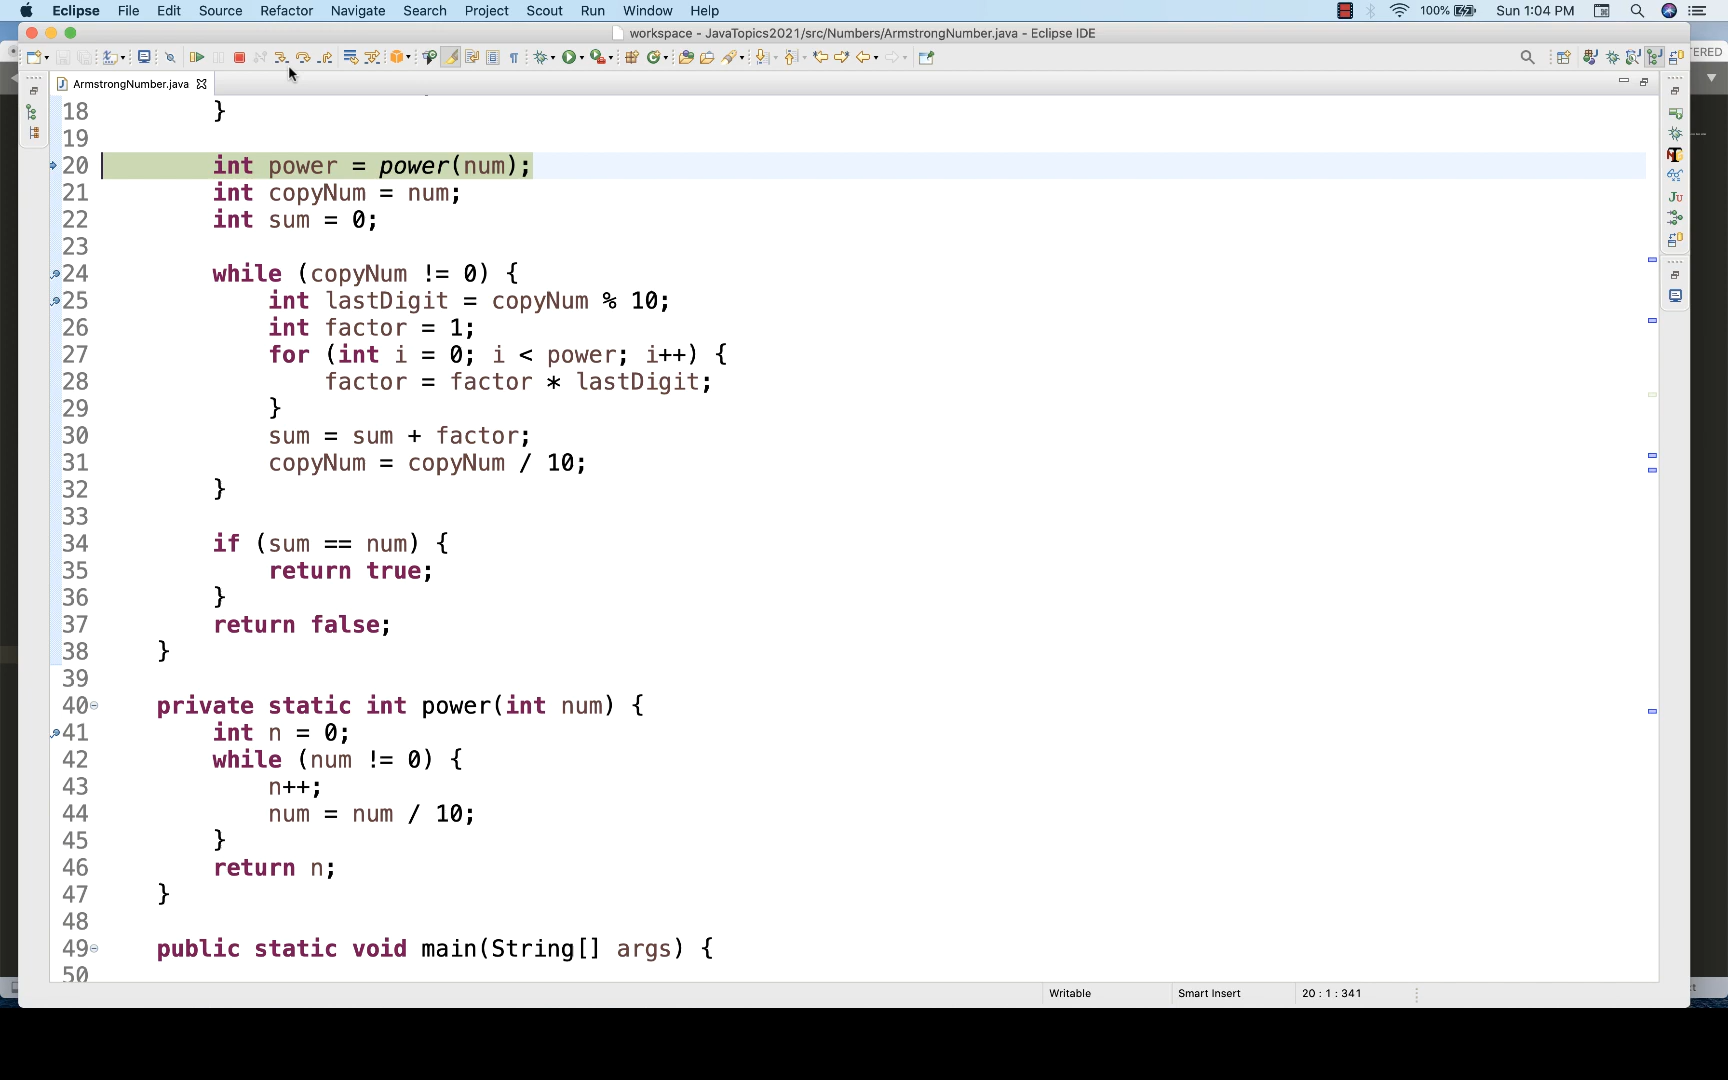 Eclipse File Edit Source Refactor Navigate Search Project Scout Run Window Help 100% Sun 1:04 PM
workspace - JavaTopics2021/src/Numbers/ArmstrongNumber.java - Eclipse IDE
ERED
ArmstrongNumber.java
18 }
19
20 int power = power(num);
21 int copyNum = num;
22 int sum = 0;
23
24 while (copyNum != 0) {
25 int lastDigit = copyNum % 10;
26 int factor = 1;
27 for (int i = 0; i < power; i++) {
28 factor = factor * lastDigit;
29 }
30 sum = sum + factor;
31 copyNum = copyNum / 10;
32 }
33
34 if (sum == num) {
35 return true;
36 }
37 return false;
38 }
39
40 private static int power(int num) {
41 int n = 0;
42 while (num != 0) {
43 n++;
44 num = num / 10;
45 }
46 return n;
47 }
48
49 public static void main(String[] args) {
50
Writable Smart Insert 20 : 1 : 341